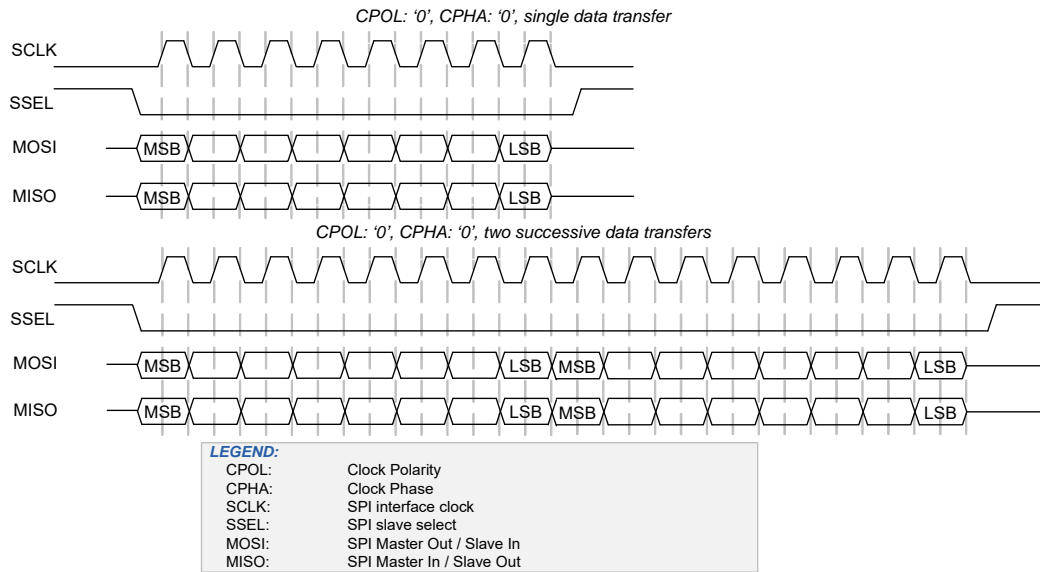 CPOL: ‘0’, CPHA: ‘0’, single data transfer
SCLK
SSEL
MOSI MSB LSB
MISO MSB LSB
CPOL: ‘0’, CPHA: ‘0’, two successive data transfers
SCLK
SSEL
MOSI MSB LSB MSB LSB
MISO MSB LSB MSB LSB
LEGEND:
CPOL: Clock Polarity
CPHA: Clock Phase
SCLK: SPI interface clock
SSEL: SPI slave select
MOSI: SPI Master Out / Slave In
MISO: SPI Master In / Slave Out